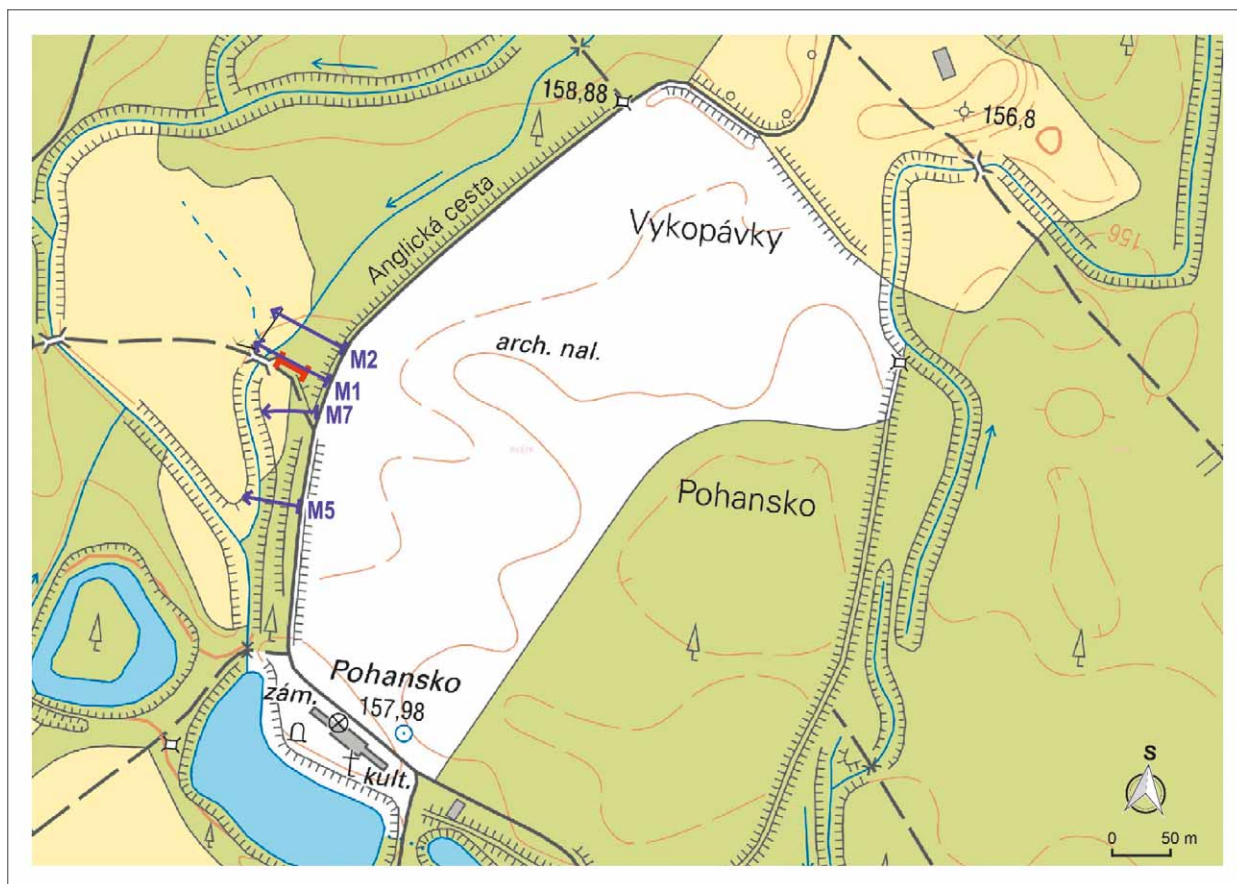 158,88
156,8
Anglická cesta
Vykopávky
156
arch. nal.
M2
M1
M7
M5
Pohansko
Pohansko
157,98
zám.
kult.
S
0 50 m